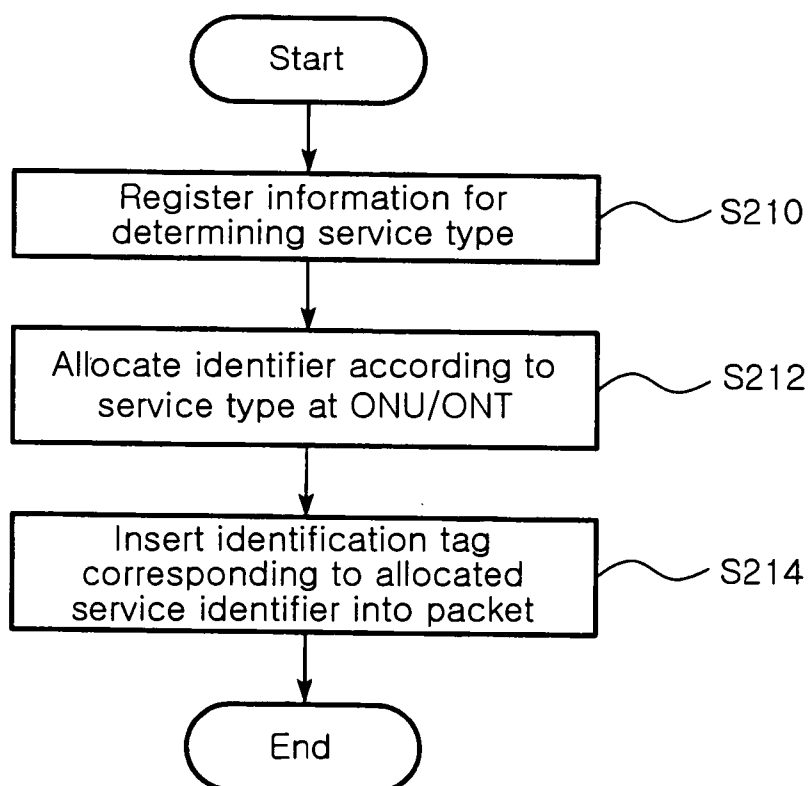 Start
Register information for
determining service type
S210
Allocate identifier according to
service type at ONU/ONT
S212
Insert identification tag
corresponding to allocated
service identifier into packet
S214
End